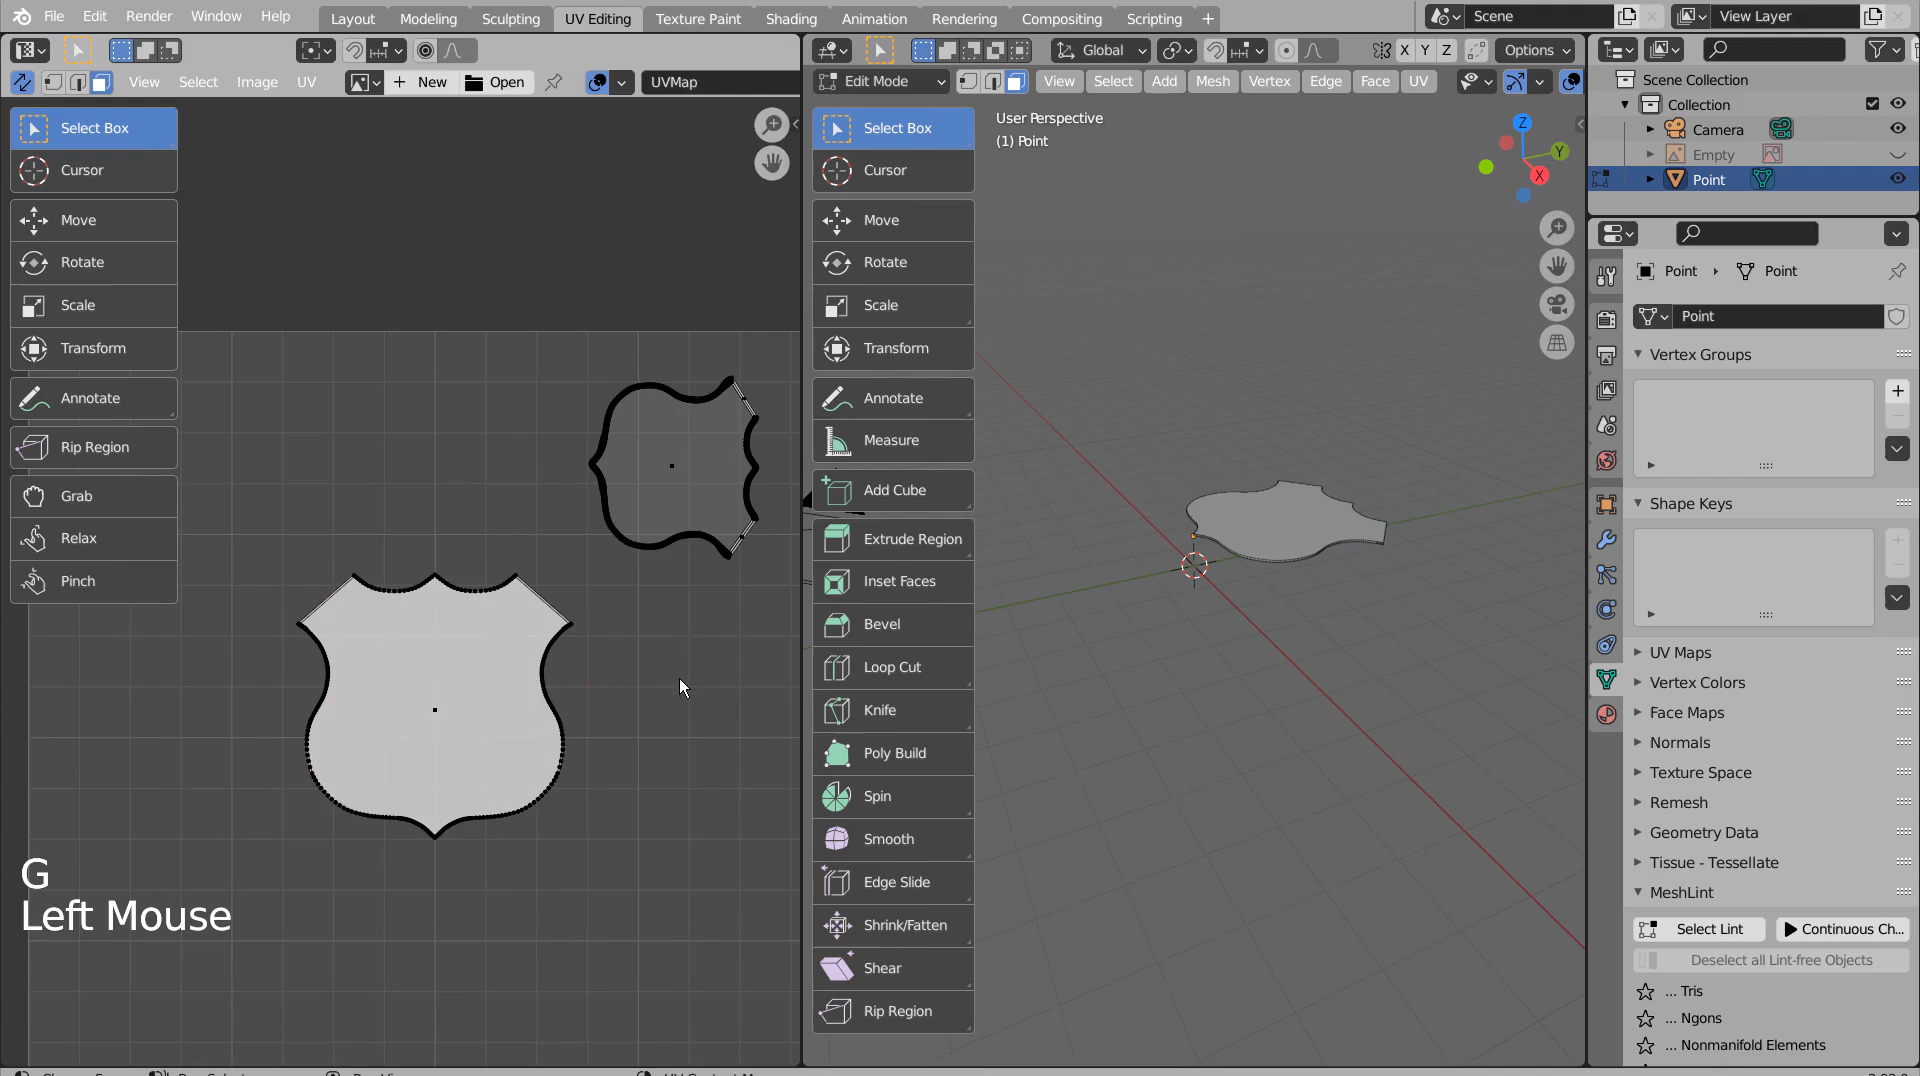 File Edit Render Window Help Layout Modeling Sculpting UV Editing Texture Paint Shading Animation Rendering Compositing Scripting + Scene View Layer
Global X Y Z Options
View Select Image UV + New Open UVMap
Edit Mode View Select Add Mesh Vertex Edge Face UV
Select Box
Cursor
Move
Rotate
Scale
Transform
Annotate
Rip Region
Grab
Relax
Pinch
G
Left Mouse
Select Box
Cursor
Move
Rotate
Scale
Transform
Annotate
Measure
Add Cube
Extrude Region
Inset Faces
Bevel
Loop Cut
Knife
Poly Build
Spin
Smooth
Edge Slide
Shrink/Fatten
Shear
Rip Region
User Perspective
(1) Point
Z
Y
X
Scene Collection
Collection
Camera
Empty
Point
Point Point
Point
Vertex Groups
Shape Keys
UV Maps
Vertex Colors
Face Maps
Normals
Texture Space
Remesh
Geometry Data
Tissue - Tessellate
MeshLint
Select Lint Continuous Ch...
Deselect all Lint-free Objects
... Tris
... Ngons
Nonmanifold Elements